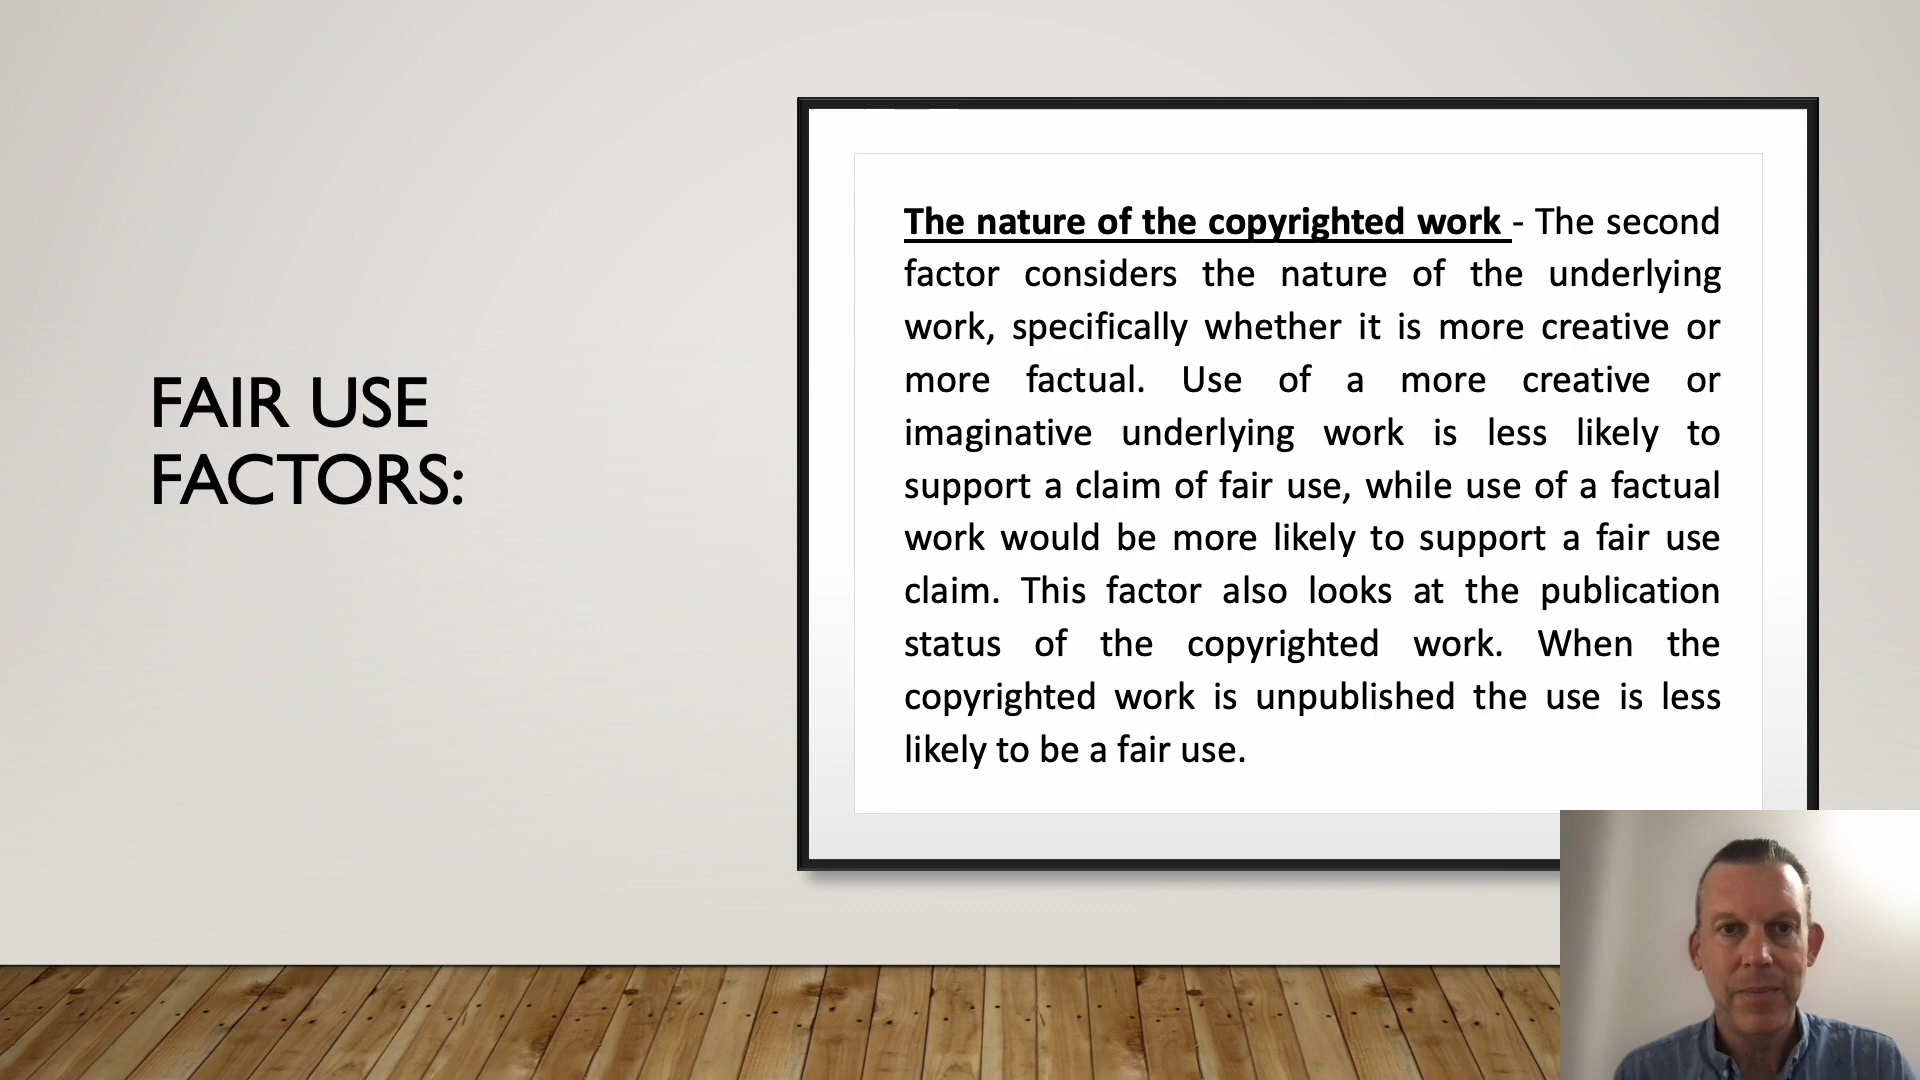 FAIR USE
FACTORS:
The nature of the copyrighted work - The second
factor considers the nature of the underlying
work, specifically whether it is more creative or
more factual. Use of a more creative or
imaginative underlying work is less likely to
support a claim of fair use, while use of a factual
work would be more likely to support a fair use
claim. This factor also looks at the publication
status of the copyrighted work. When the
copyrighted work is unpublished the use is less
likely to be a fair use.